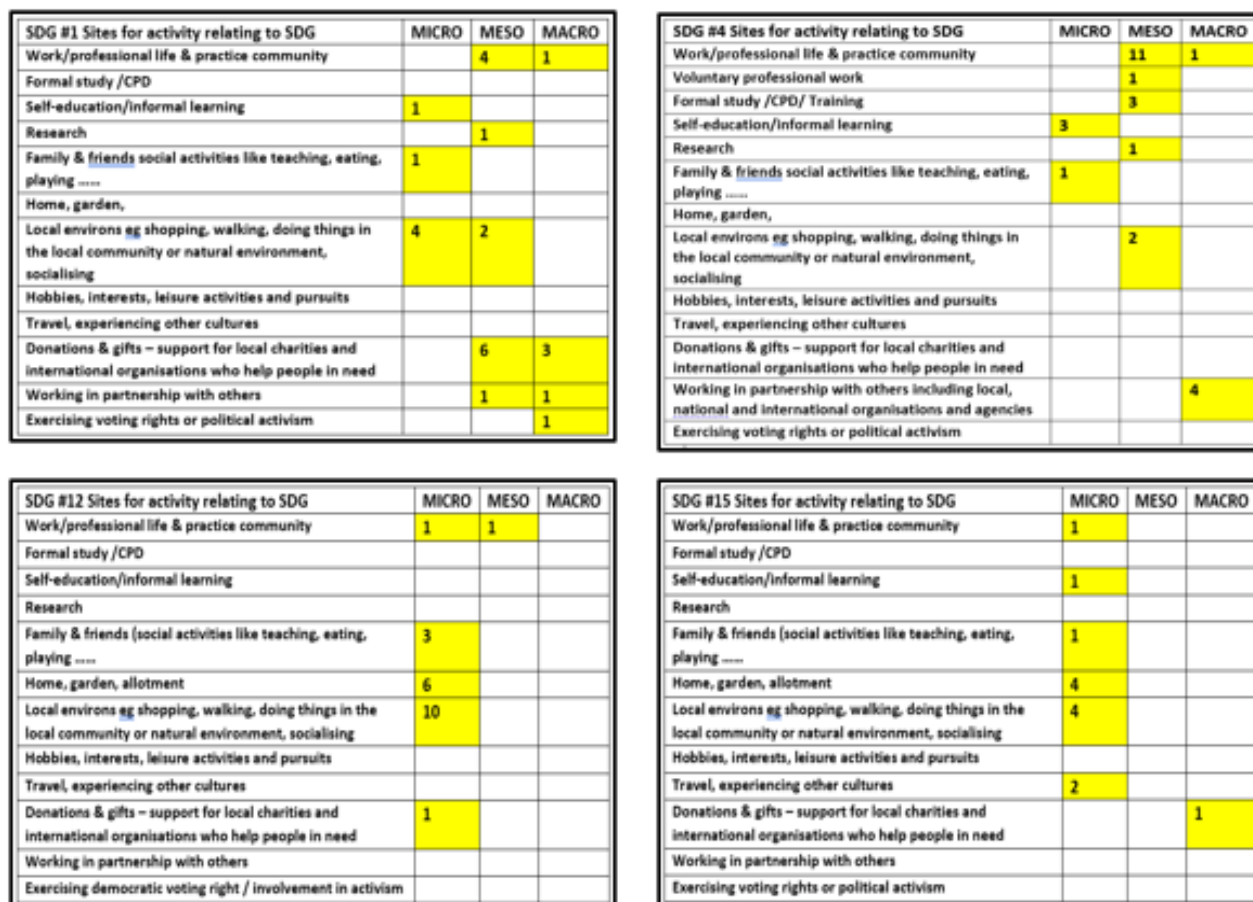 SDG #1 Sites for activity relating to SDG MICRO MESO MACRO
Work/professional life & practice community 4 1
Formal study /CPD
Self-education/informal learning 1
Research 1
Family & friends social activities like teaching, eating, 1
playing ......
Home, garden,
Local environs eg shopping, walking, doing things in 4 2
the local community or natural environment,
socialising
Hobbies, interests, leisure activities and pursuits
Travel, experiencing other cultures
Donations & gifts – support for local charities and 6 3
international organisations who help people in need
Working in partnership with others 1 1
Exercising voting rights or political activism 1
SDG #4 Sites for activity relating to SDG MICRO MESO MACRO
Work/professional life & practice community 11 1
Voluntary professional work 1
Formal study /CPD/ Training 3
Self-education/informal learning 3
Research 1
Family & friends social activities like teaching, eating, 1
playing ......
Home, garden,
Local environs eg shopping, walking, doing things in 2
the local community or natural environment,
socialising
Hobbies, interests, leisure activities and pursuits
Travel, experiencing other cultures
Donations & gifts – support for local charities and
international organisations who help people in need
Working in partnership with others including local, 4
national and international organisations and agencies
Exercising voting rights or political activism
SDG #12 Sites for activity relating to SDG MICRO MESO MACRO
Work/professional life & practice community 1 1
Formal study /CPD
Self-education/informal learning
Research
Family & friends (social activities like teaching, eating, 3
playing ......
Home, garden, allotment 6
Local environs eg shopping, walking, doing things in the 10
local community or natural environment, socialising
Hobbies, interests, leisure activities and pursuits
Travel, experiencing other cultures
Donations & gifts – support for local charities and 1
international organisations who help people in need
Working in partnership with others
Exercising democratic voting right / involvement in activism
SDG #15 Sites for activity relating to SDG MICRO MESO MACRO
Work/professional life & practice community 1
Formal study /CPD
Self-education/informal learning 1
Research
Family & friends (social activities like teaching, eating, 1
playing ......
Home, garden, allotment 4
Local environs eg shopping, walking, doing things in the 4
local community or natural environment, socialising
Hobbies, interests, leisure activities and pursuits
Travel, experiencing other cultures 2
Donations & gifts – support for local charities and 1
international organisations who help people in need
Working in partnership with others
Exercising voting rights or political activism